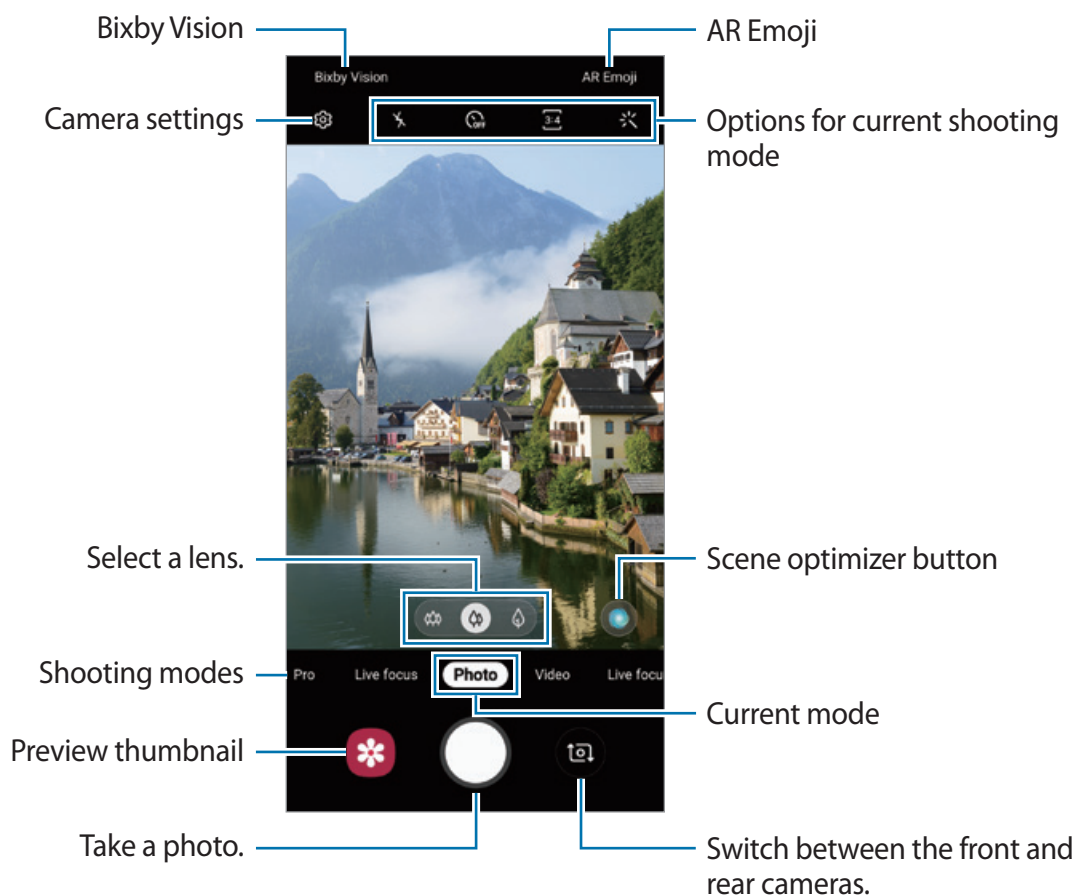 Bixby Vision
AR Emoji
Bixby Vision
AR Emoji
Camera settings
OFF
3:4
Options for current shooting
mode
Select a lens.
Scene optimizer button
Shooting modes
Pro
Live focus
Photo
Video
Live focu
Current mode
Preview thumbnail
Take a photo.
Switch between the front and
rear cameras.